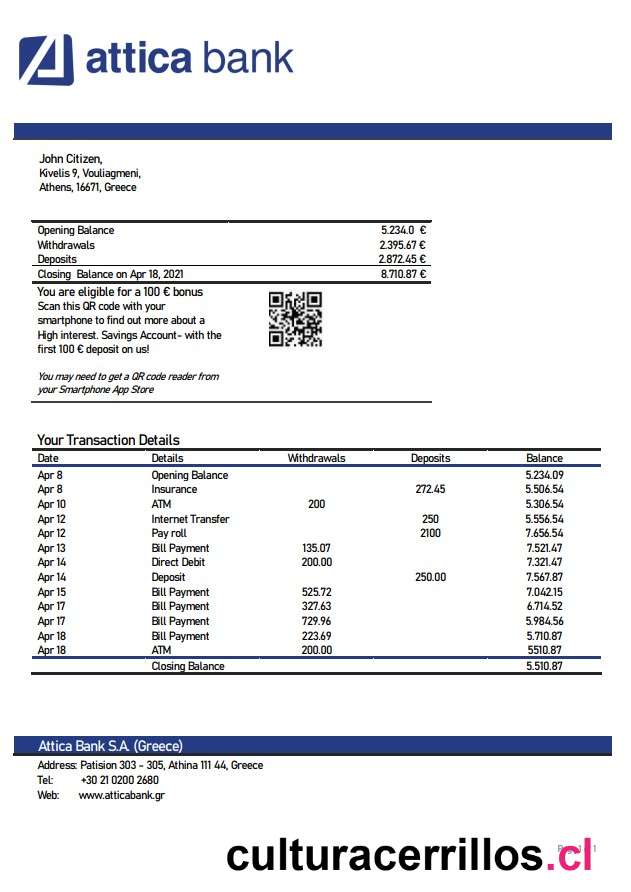 attica bank
John Citizen,
Kivelis 9, Vouliagmeni,
Athens, 16671, Greece
Opening Balance 5.234.0 €
Withdrawals 2.395.67 €
Deposits 2.872.45 €
Closing Balance on Apr 18, 2021 8.710.87 €
You are eligible for a 100 € bonus
Scan this QR code with your
smartphone to find out more about a
High interest. Savings Account- with the
first 100 € deposit on us!
You may need to get a QR code reader from
your Smartphone App Store
Your Transaction Details
Date Details Withdrawals Deposits Balance
Apr 8 Opening Balance 5.234.09
Apr 8 Insurance 272.45 5.506.54
Apr 10 ATM 200 5.306.54
Apr 12 Internet Transfer 250 5.556.54
Apr 12 Pay roll 2100 7.656.54
Apr 13 Bill Payment 135.07 7.521.47
Apr 14 Direct Debit 200.00 7.321.47
Apr 14 Deposit 250.00 7.567.87
Apr 15 Bill Payment 525.72 7.042.15
Apr 17 Bill Payment 327.63 6.714.52
Apr 17 Bill Payment 729.96 5.984.56
Apr 18 Bill Payment 223.69 5.710.87
Apr 18 ATM 200.00 5510.87
Closing Balance 5.510.87
Attica Bank S.A. (Greece)
Address: Patision 303 - 305, Athina 111 44, Greece
Tel: +30 21 0200 2680
Web: www.atticabank.gr
culturacerrillos.cl